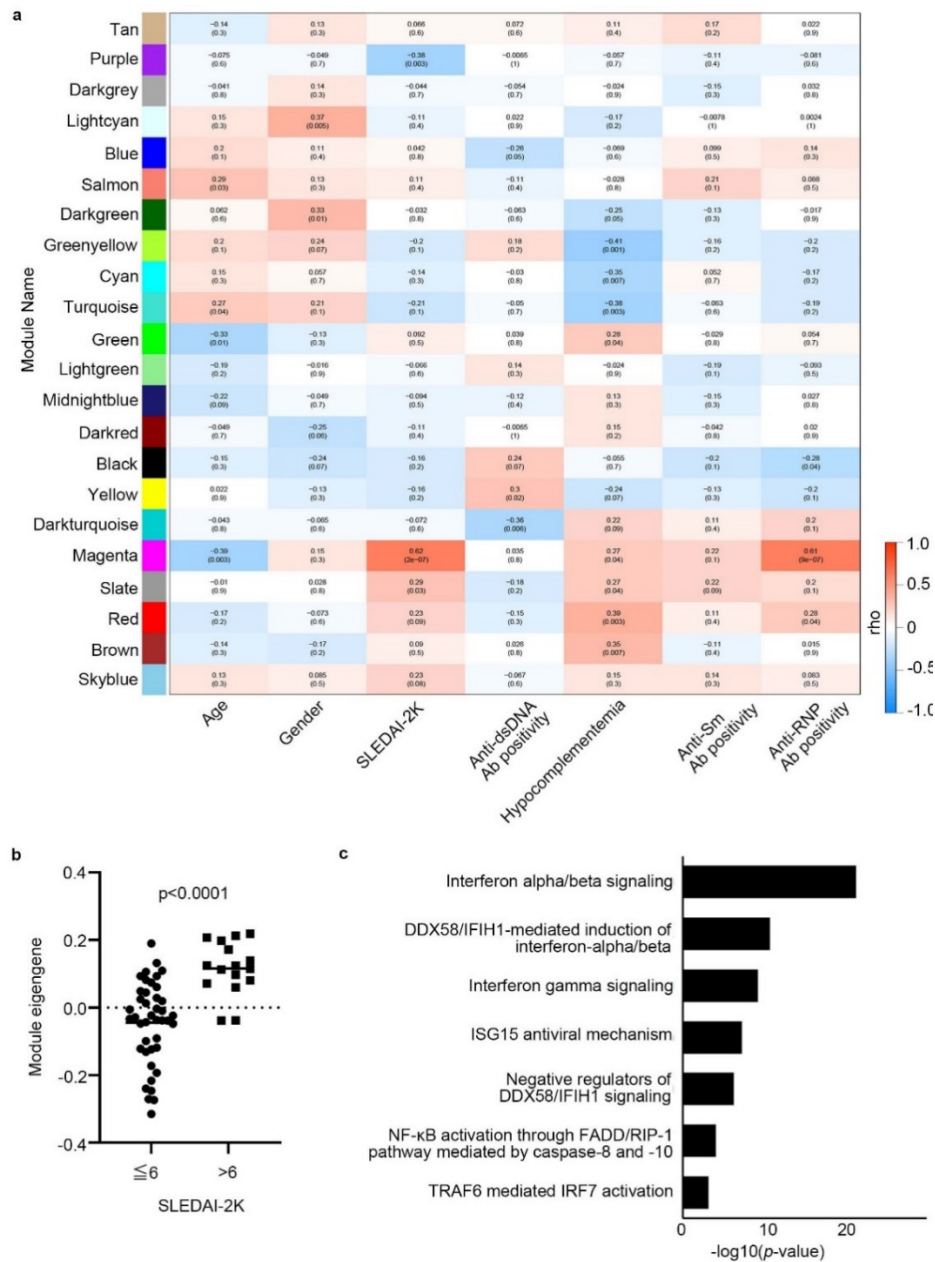 a
Tan −0.14 0.13 0.066 0.072 0.11 0.17 0.022
(0.3) (0.3) (0.6) (0.6) (0.4) (0.2) (0.9)
Purple −0.075 −0.049 −0.38 −0.0065 −0.057 −0.11 −0.081
(0.6) (0.7) (0.003) (1) (0.7) (0.4) (0.6)
Darkgrey −0.041 0.14 −0.044 −0.054 −0.024 −0.15 0.032
(0.8) (0.3) (0.7) (0.7) (0.9) (0.3) (0.8)
Lightcyan 0.15 0.37 −0.11 0.022 −0.17 −0.0078 0.0024
(0.3) (0.005) (0.4) (0.9) (0.2) (1) (1)
Blue 0.2 0.11 0.042 −0.26 −0.069 0.099 0.14
(0.1) (0.4) (0.8) (0.05) (0.6) (0.5) (0.3)
Salmon 0.29 0.13 0.11 −0.11 −0.028 0.21 0.088
(0.03) (0.3) (0.4) (0.4) (0.8) (0.1) (0.5)
Darkgreen 0.062 0.33 −0.032 −0.063 −0.25 −0.13 −0.017
(0.6) (0.01) (0.8) (0.6) (0.05) (0.3) (0.9)
Greenyellow 0.2 0.24 −0.2 0.18 −0.41 −0.16 −0.2
(0.1) (0.07) (0.1) (0.2) (0.001) (0.2) (0.2)
Cyan 0.15 0.057 −0.14 −0.03 −0.35 0.052 −0.17
(0.3) (0.7) (0.3) (0.8) (0.007) (0.7) (0.2)
Turquoise 0.27 0.21 −0.21 −0.05 −0.38 −0.063 −0.19
(0.04) (0.1) (0.1) (0.7) (0.003) (0.6) (0.2)
Module Name
Green −0.33 −0.13 0.092 0.039 0.28 −0.029 0.054
(0.01) (0.3) (0.5) (0.8) (0.04) (0.8) (0.7)
Lightgreen −0.19 −0.016 −0.066 0.14 −0.024 −0.19 −0.093
(0.2) (0.9) (0.6) (0.3) (0.9) (0.1) (0.5)
Midnightblue −0.22 −0.049 −0.094 −0.12 0.13 −0.15 0.027
(0.09) (0.7) (0.5) (0.4) (0.3) (0.3) (0.8)
Darkred −0.049 −0.25 −0.11 −0.0065 0.15 −0.042 0.02
(0.7) (0.06) (0.4) (1) (0.2) (0.8) (0.9)
Black −0.15 −0.24 −0.16 0.24 −0.055 −0.2 −0.28
(0.3) (0.07) (0.2) (0.07) (0.7) (0.1) (0.04)
Yellow 0.022 −0.13 −0.16 0.3 −0.24 −0.13 −0.2
(0.9) (0.3) (0.2) (0.02) (0.07) (0.3) (0.1)
Darkturquoise −0.043 −0.065 −0.072 −0.36 0.22 0.11 0.2
(0.8) (0.6) (0.6) (0.006) (0.09) (0.4) (0.1)
Magenta −0.39 0.15 0.62 0.035 0.27 0.22 0.61
(0.003) (0.3) (2e−07) (0.8) (0.04) (0.1) (9e−07)
Slate −0.01 0.028 0.29 −0.18 0.27 0.22 0.2
(0.9) (0.8) (0.03) (0.2) (0.04) (0.09) (0.1)
Red −0.17 −0.073 0.23 −0.15 0.39 0.11 0.28
(0.2) (0.6) (0.09) (0.3) (0.003) (0.4) (0.04)
Brown −0.14 −0.17 0.09 0.026 0.35 −0.11 0.015
(0.3) (0.2) (0.5) (0.8) (0.007) (0.4) (0.9)
Skyblue 0.13 0.085 0.23 −0.067 0.15 0.14 0.083
(0.3) (0.5) (0.08) (0.6) (0.3) (0.3) (0.5)
1.0
0.5
0
-0.5
-1.0
rho
Age
Gender
SLEDAI-2K
Anti-dsDNA
Ab positivity
Hypocomplementemia
Anti-Sm
Ab positivity
Anti-RNP
Ab positivity
b
0.4
0.2
0.0
-0.2
-0.4
Module eigengene
p<0.0001
≦6
>6
SLEDAI-2K
c
Interferon alpha/beta signaling
DDX58/IFIH1-mediated induction of
interferon-alpha/beta
Interferon gamma signaling
ISG15 antiviral mechanism
Negative regulators of
DDX58/IFIH1 signaling
NF-κB activation through FADD/RIP-1
pathway mediated by caspase-8 and -10
TRAF6 mediated IRF7 activation
0 10 20
-log10(p-value)